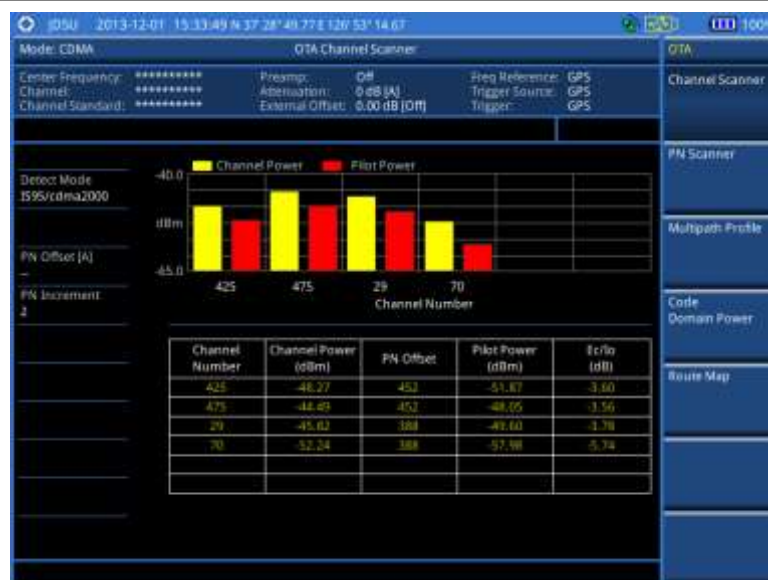 JDSU 2013-12-01 15:33:49 N 37° 28' 49.77 E 126° 53' 14.67 100%
Mode: CDMA OTA Channel Scanner OTA
Center Frequency: ********** Preamp: Off Freq Reference: GPS
Channel: ********** Attenuation: 0 dB [A] Trigger Source: GPS
Channel Standard: ********** External Offset: 0.00 dB [Off] Trigger: GPS
Channel Scanner
PN Scanner
Multipath Profile
Code
Domain Power
Route Map
Detect Mode
IS95/cdma2000
PN Offset [A]
--
PN Increment
2
Channel Power Pilot Power
-40.0
dBm
-65.0
425 475 29 70
Channel Number
Channel Number Channel Power (dBm) PN Offset Pilot Power (dBm) Ec/Io (dB)
425 -48.27 452 -51.87 -3.60
475 -44.49 452 -48.05 -3.56
29 -45.82 388 -49.60 -3.78
70 -52.24 388 -57.98 -5.74